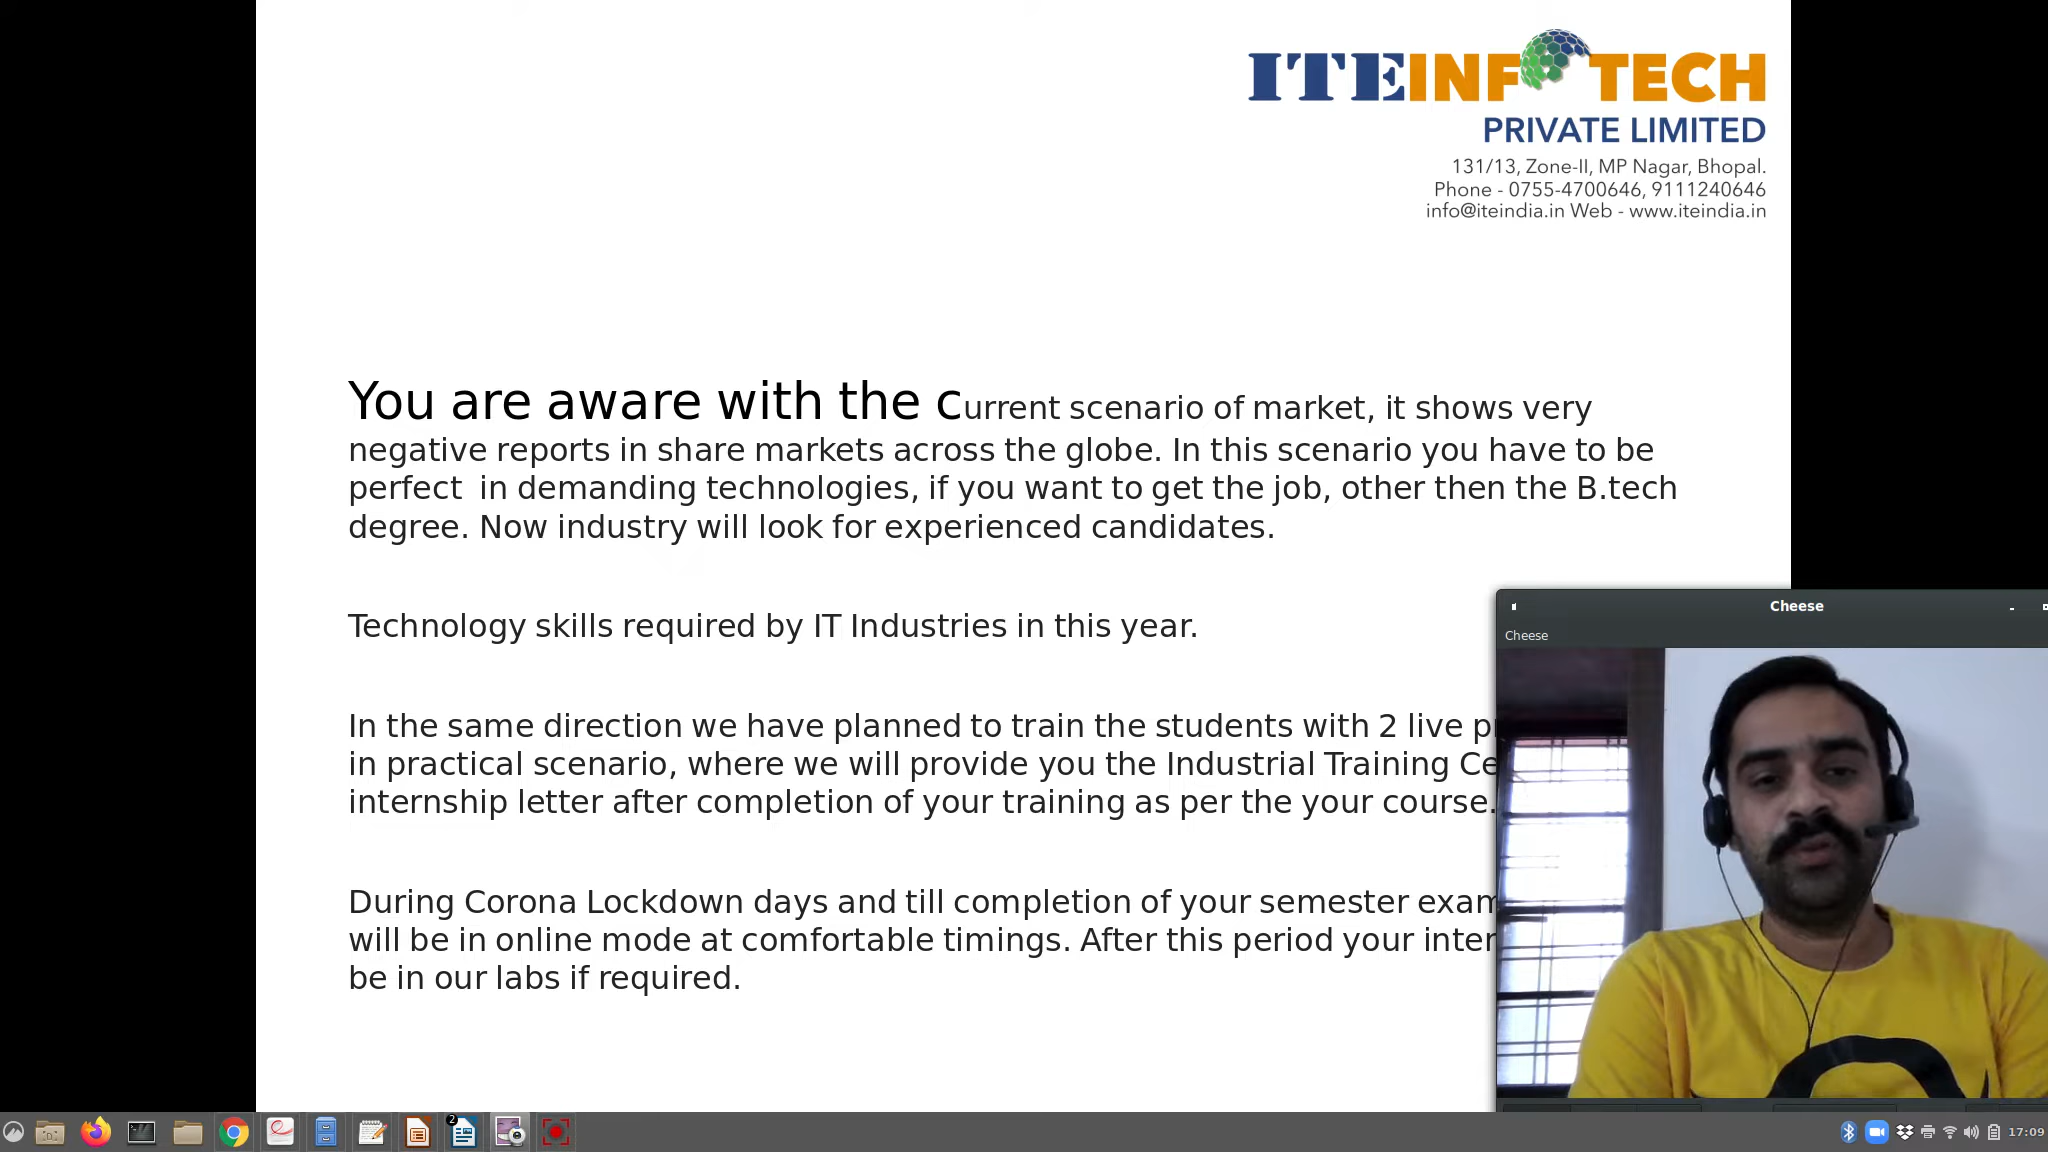 ITEINFOTECH
PRIVATE LIMITED
131/13, Zone-II, MP Nagar, Bhopal.
Phone - 0755-4700646, 9111240646
info@iteindia.in Web - www.iteindia.in
You are aware with the current scenario of market, it shows very
negative reports in share markets across the globe. In this scenario you have to be
perfect  in demanding technologies, if you want to get the job, other then the B.tech
degree. Now industry will look for experienced candidates.
Technology skills required by IT Industries in this year.
In the same direction we have planned to train the students with 2 live
in practical scenario, where we will provide you the Industrial Training
internship letter after completion of your training as per the your course.
During Corona Lockdown days and till completion of your semester
will be in online mode at comfortable timings. After this period your
be in our labs if required.
Cheese
Cheese
2
17:09